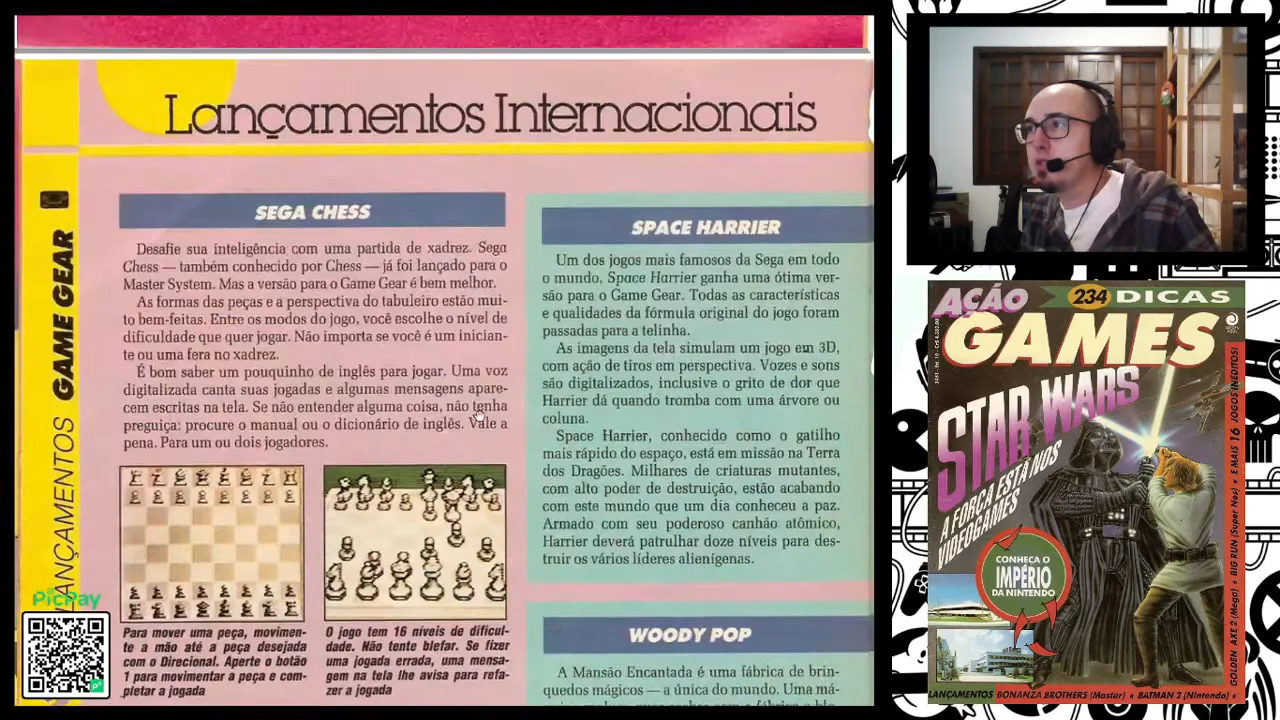 Lançamentos Internacionais
LANÇAMENTOS GAME GEAR
SEGA CHESS
Desafie sua inteligência com uma partida de xadrez. Sega
Chess — também conhecido por Chess — já foi lançado para o
Master System. Mas a versão para o Game Gear é bem melhor.
As formas das peças e a perspectiva do tabuleiro estão mui-
to bem-feitas. Entre os modos do jogo, você escolhe o nível de
dificuldade que quer jogar. Não importa se você é um inician-
te ou uma fera no xadrez.
É bom saber um pouquinho de inglês para jogar. Uma voz
digitalizada canta suas jogadas e algumas mensagens apare-
cem escritas na tela. Se não entender alguma coisa, não tenha
preguiça: procure o manual ou o dicionário de inglês. Vale a
pena. Para um ou dois jogadores.
Para mover uma peça, movimen-
te a mão até a peça desejada
com o Direcional. Aperte o botão
1 para movimentar a peça e com-
pletar a jogada
O jogo tem 16 níveis de dificul-
dade. Não tente blefar. Se fizer
uma jogada errada, uma mensa-
gem na tela lhe avisa para refa-
zer a jogada
SPACE HARRIER
Um dos jogos mais famosos da Sega em todo
o mundo, Space Harrier ganha uma ótima ver-
são para o Game Gear. Todas as características
e qualidades da fórmula original do jogo foram
passadas para a telinha.
As imagens da tela simulam um jogo em 3D,
com ação de tiros em perspectiva. Vozes e sons
são digitalizados, inclusive o grito de dor que
Harrier dá quando tromba com uma árvore ou
coluna.
Space Harrier, conhecido como o gatilho
mais rápido do espaço, está em missão na Terra
dos Dragões. Milhares de criaturas mutantes,
com alto poder de destruição, estão acabando
com este mundo que um dia conheceu a paz.
Armado com seu poderoso canhão atômico,
Harrier deverá patrulhar doze níveis para des-
truir os vários líderes alienígenas.
WOODY POP
A Mansão Encantada é uma fábrica de brin-
quedos mágicos — a única do mundo. Uma má-
PicPay
AÇÃO
234 DICAS
GAMES
STAR WARS
A FORÇA ESTÁ NOS
VIDEOGAMES
CONHEÇA O
IMPÉRIO
DA NINTENDO
GOLDEN AXE 2 (Mega) ★ BIG RUN (Super Nes) ★ E MAIS 16 JOGOS INÉDITOS!
LANÇAMENTOS BONANZA BROTHERS (Master) ★ BATMAN 2 (Nintendo) ★